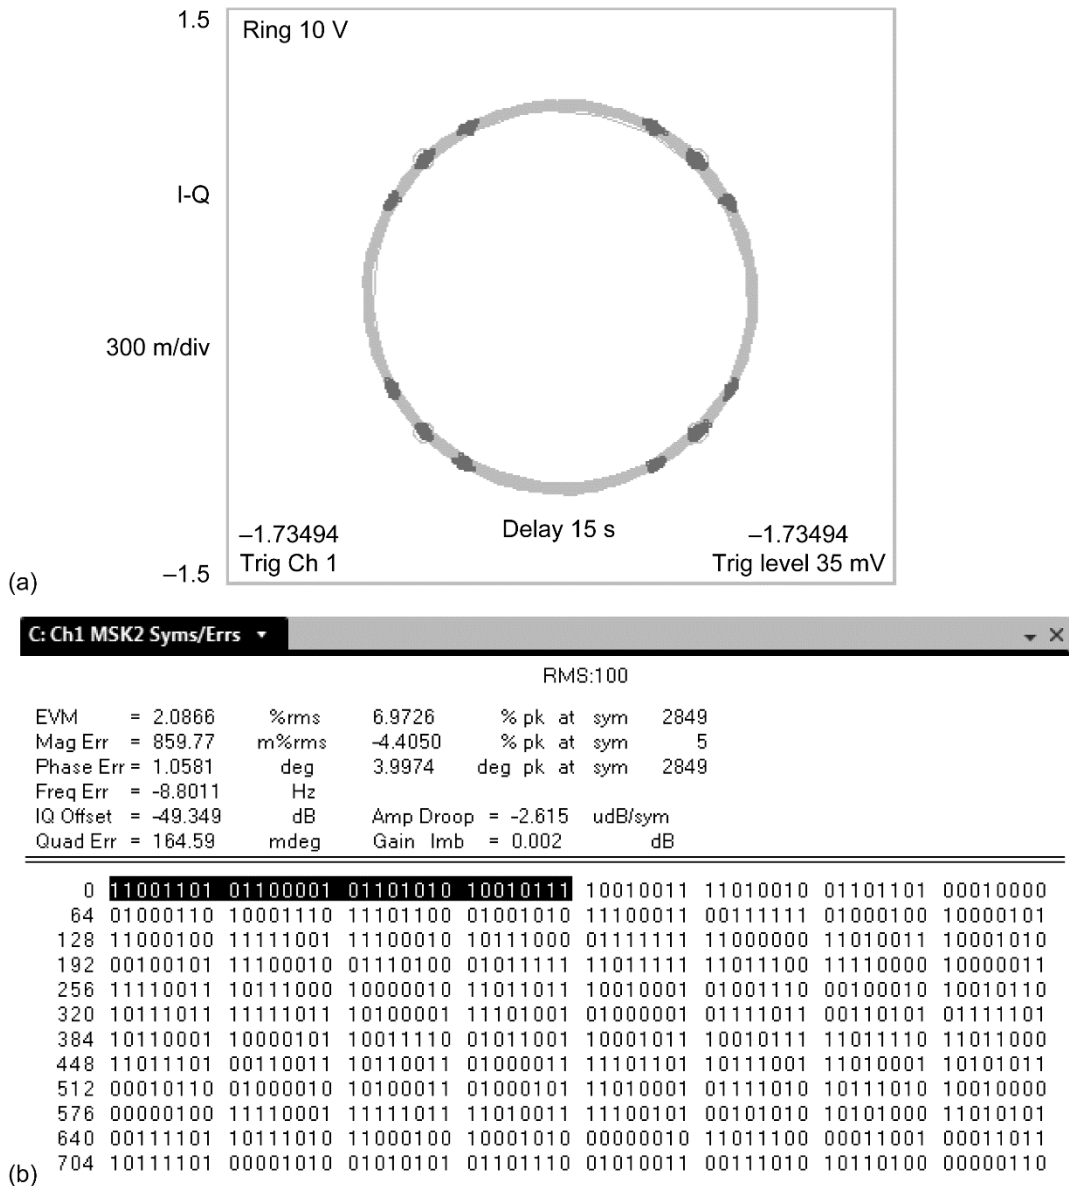 1.5
Ring 10 V
I-Q
300 m/div
–1.73494 Delay 15 s –1.73494
Trig Ch 1 Trig level 35 mV
–1.5
(a)
C: Ch1 MSK2 Syms/Errs
RMS:100
EVM = 2.0866 %rms 6.9726 % pk at sym 2849
Mag Err = 859.77 m%rms -4.4050 % pk at sym 5
Phase Err = 1.0581 deg 3.9974 deg pk at sym 2849
Freq Err = -8.8011 Hz
IQ Offset = -49.349 dB Amp Droop = -2.615 udB/sym
Quad Err = 164.59 mdeg Gain Imb = 0.002 dB
0 11001101 01100001 01101010 10010111 10010011 11010010 01101101 00010000
64 01000110 10001110 11101100 01001010 11100011 00111111 01000100 10000101
128 11000100 11111001 11100010 10111000 01111111 11000000 11010011 10001010
192 00100101 11100010 01110100 01011111 11011111 11011100 11110000 10000011
256 11110011 10111000 10000010 11011011 10010001 01001110 00100010 10010110
320 10111011 11111011 10100001 11101001 01000001 01111011 00110101 01111101
384 10110001 10000101 10011110 01011001 10001011 10010111 11011110 11011000
448 11011101 00110011 10110011 01000011 11101101 10111001 11010001 10101011
512 00010110 01000010 10100011 01000101 11010001 01111010 10111010 10010000
576 00000100 11110001 11111011 11010011 11100101 00101010 10101000 11010101
640 00111101 10111010 11000100 10001010 00000010 11011100 00011001 00011011
704 10111101 00001010 01010101 01101110 01010011 00111010 10110100 00000110
(b)